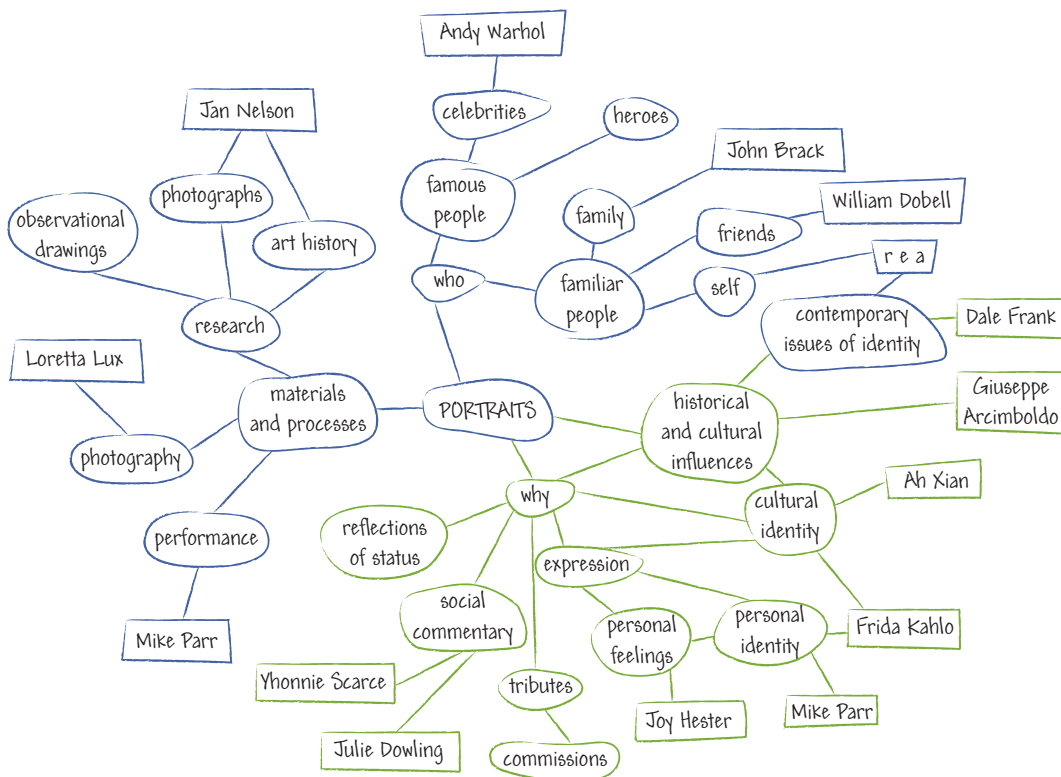 Andy Warhol
Jan Nelson
celebrities
heroes
John Brack
photographs
famous
people
family
William Dobell
observational
drawings
art history
friends
r e a
who
familiar
people
self
research
contemporary
issues of identity
Dale Frank
Loretta Lux
materials
and processes
PORTRAITS
historical
and cultural
influences
Giuseppe
Arcimboldo
photography
why
cultural
identity
Ah Xian
performance
reflections
of status
expression
social
commentary
personal
feelings
personal
identity
Frida Kahlo
Mike Parr
Yhonnie Scarce
tributes
Joy Hester
Mike Parr
Julie Dowling
commissions